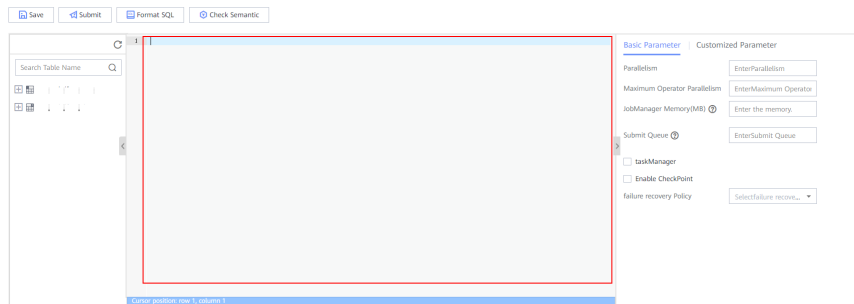 Save Submit Format SQL Check Semantic
Search Table Name
1
Cursor position: row 1, column 1
Basic Parameter Customized Parameter
Parallelism EnterParallelism
Maximum Operator Parallelism EnterMaximum Operator
JobManager Memory(MB) Enter the memory.
Submit Queue EnterSubmit Queue
taskManager
Enable CheckPoint
failure recovery Policy Selectfailure recove...